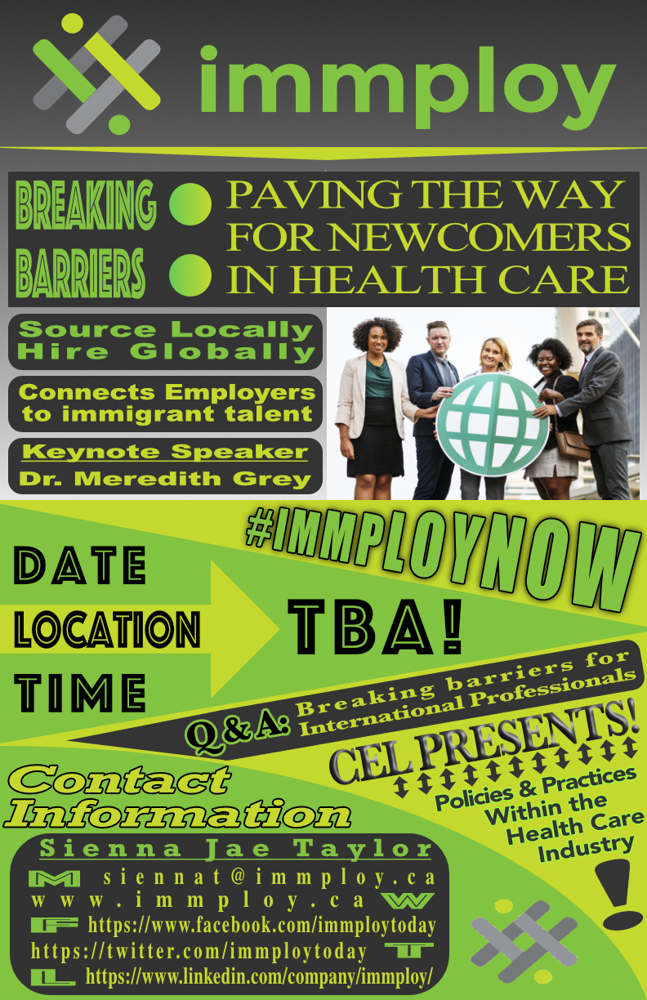 immploy
BREAKING
BARRIERS
PAVING THE WAY
FOR NEWCOMERS
IN HEALTH CARE
Source Locally
Hire Globally
Connects Employers
to immigrant talent
Keynote Speaker
Dr. Meredith Grey
#IMMPLOYNOW
DATE
LOCATION
TIME
TBA!
Q & A:
Breaking barriers for
International Professionals
CEL PRESENTS!
Policies & Practices
Within the
Health Care
Industry
!
Contact
Information
Sienna Jae Taylor
M siennat@immploy.ca
www.immploy.ca W
F https://www.facebook.com/immploytoday
https://twitter.com/immploytoday T
L https://www.linkedin.com/company/immploy/